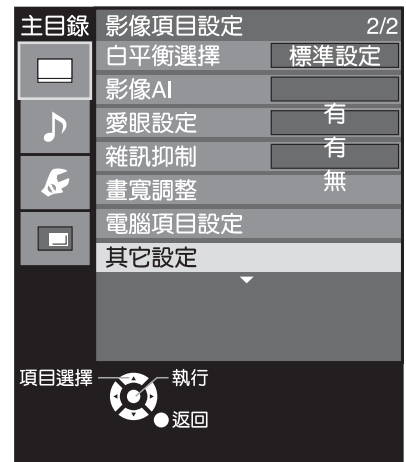 主目錄 影像項目設定 2/2
白平衡選擇 標準設定
影像AI
愛眼設定 有
雜訊抑制 有
畫寬調整 無
電腦項目設定
其它設定
項目選擇 執行
返回